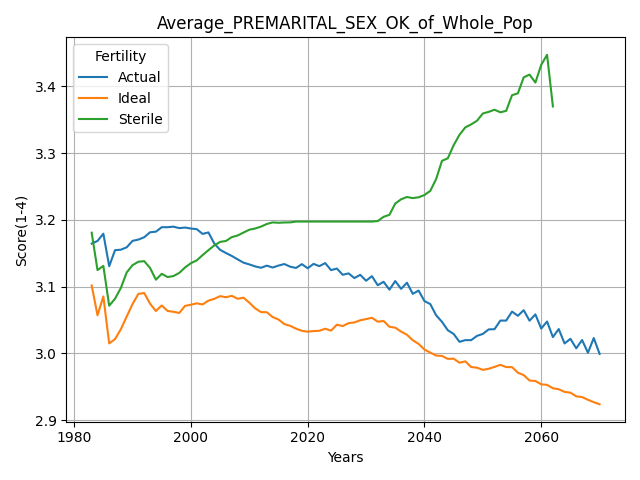 Average_PREMARITAL_SEX_OK_of_Whole_Pop
Fertility
Actual
Ideal
Sterile
Score(1-4)
3.4
3.3
3.2
3.1
3.0
2.9
1980 2000 2020 2040 2060
Years